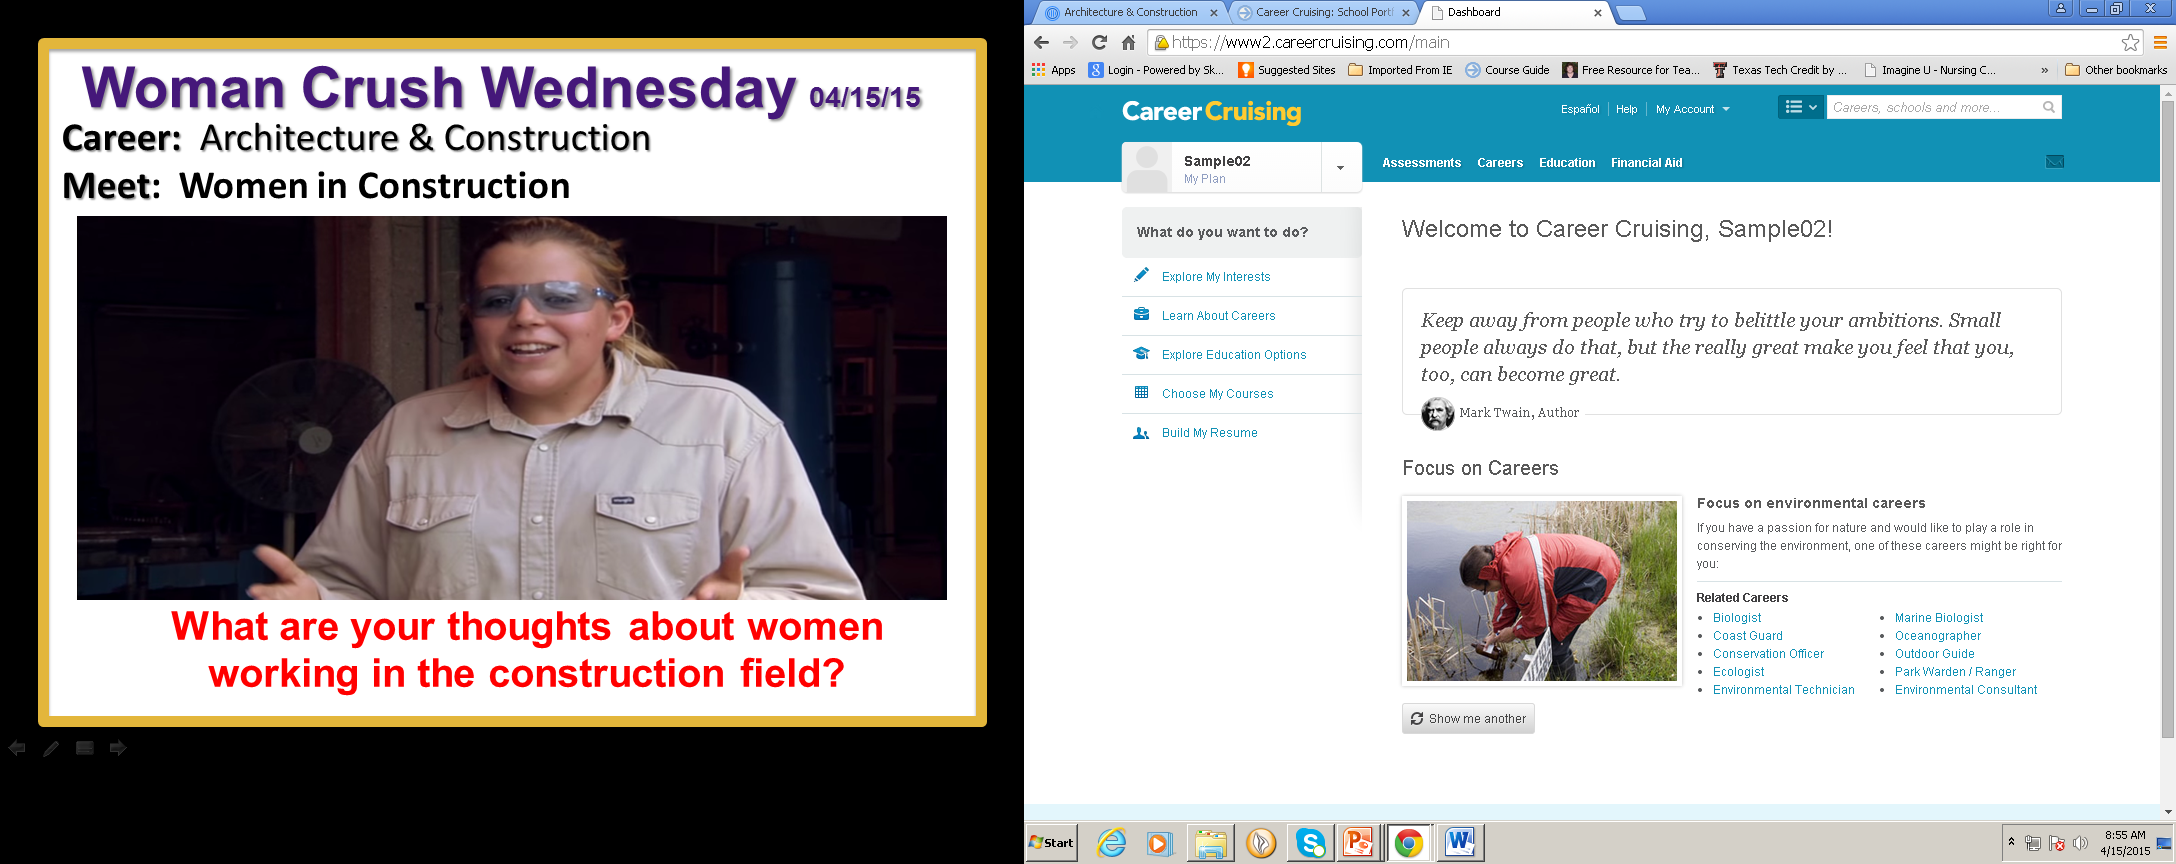 Woman Crush Wednesday 04/15/15
Career: Architecture & Construction
Meet: Women in Construction
What are your thoughts about women
working in the construction field?
Architecture & Construction
Career Cruising: School Portf
Dashboard
https://www2.careercruising.com/main
Apps
Login - Powered by Sk...
Suggested Sites
Imported From IE
Course Guide
Free Resource for Tea...
Texas Tech Credit by ...
Imagine U - Nursing C...
»
Other bookmarks
Career Cruising
Español
Help
My Account
Careers, schools and more...
Sample02
My Plan
Assessments
Careers
Education
Financial Aid
What do you want to do?
Explore My Interests
Learn About Careers
Explore Education Options
Choose My Courses
Build My Resume
Welcome to Career Cruising, Sample02!
Keep away from people who try to belittle your ambitions. Small
people always do that, but the really great make you feel that you,
too, can become great.
Mark Twain, Author
Focus on Careers
Focus on environmental careers
If you have a passion for nature and would like to play a role in
conserving the environment, one of these careers might be right for
you:
Related Careers
Biologist
Coast Guard
Conservation Officer
Ecologist
Environmental Technician
Marine Biologist
Oceanographer
Outdoor Guide
Park Warden / Ranger
Environmental Consultant
Show me another
Start
8:55 AM
4/15/2015